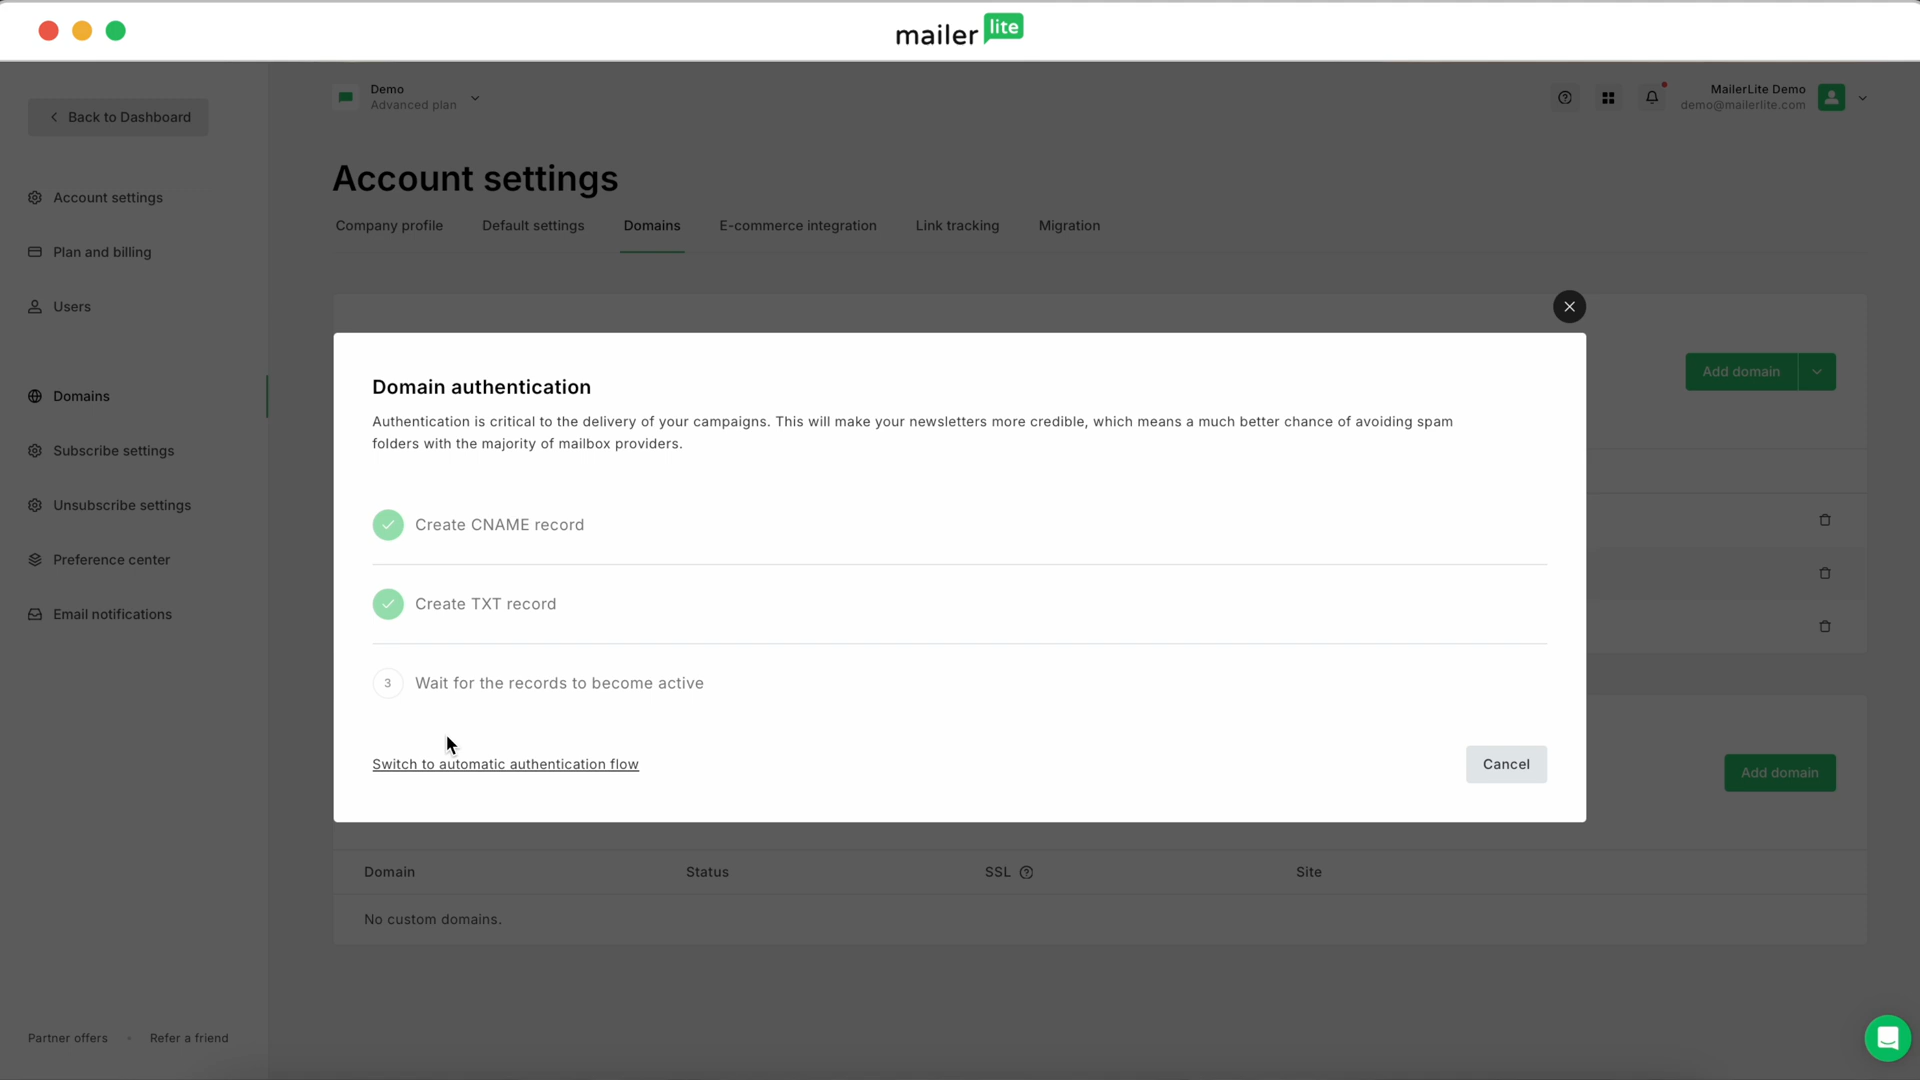 mailer lite
Back to Dashboard
Account settings
Plan and billing
Users
Domains
Subscribe settings
Unsubscribe settings
Preference center
Email notifications
Partner offers • Refer a friend
Demo
Advanced plan
MailerLite Demo
demo@mailerlite.com
Account settings
Company profile Default settings Domains E-commerce integration Link tracking Migration
Add domain
Domain authentication
Authentication is critical to the delivery of your campaigns. This will make your newsletters more credible, which means a much better chance of avoiding spam
folders with the majority of mailbox providers.
Create CNAME record
Create TXT record
3 Wait for the records to become active
Switch to automatic authentication flow
Cancel
Add domain
Domain Status SSL Site
No custom domains.